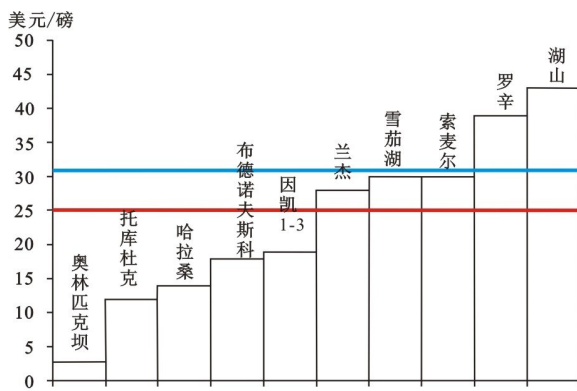 美元/磅
50
45
40
35
30
25
20
15
10
5
0
奥林匹克坝
托库杜克
哈拉桑
布德诺夫斯科
因凯
1-3
兰杰
雪茄湖
索麦尔
罗辛
湖山